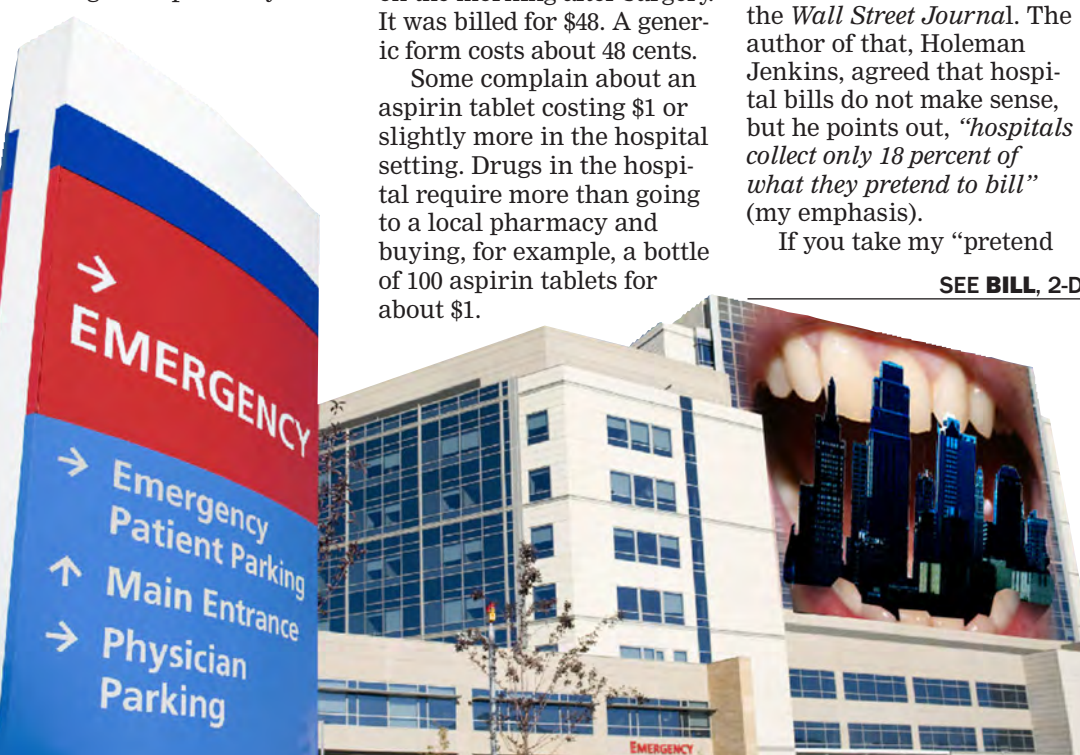 on the morning after surgery.
It was billed for $48. A gener-
ic form costs about 48 cents.
Some complain about an
aspirin tablet costing $1 or
slightly more in the hospital
setting. Drugs in the hospi-
tal require more than going
to a local pharmacy and
buying, for example, a bottle
of 100 aspirin tablets for
about $1.
the Wall Street Journal. The
author of that, Holeman
Jenkins, agreed that hospi-
tal bills do not make sense,
but he points out, “hospitals
collect only 18 percent of
what they pretend to bill”
(my emphasis).
If you take my “pretend
SEE BILL, 2-D
→
EMERGENCY
→ Emergency
Patient Parking
↑ Main Entrance
→ Physician
Parking
EMERGENCY